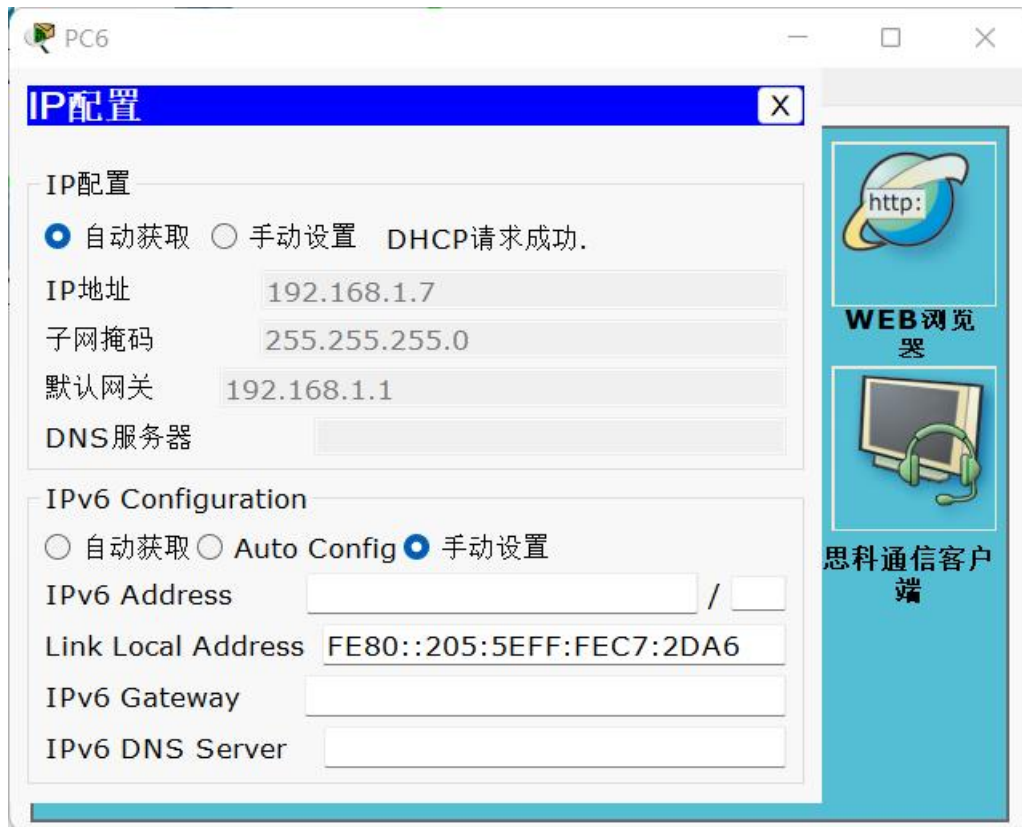 PC6
IP配置
X
IP配置
自动获取 手动设置 DHCP请求成功.
IP地址 192.168.1.7
子网掩码 255.255.255.0
默认网关 192.168.1.1
DNS服务器
IPv6 Configuration
自动获取 Auto Config 手动设置
IPv6 Address /
Link Local Address FE80::205:5EFF:FEC7:2DA6
IPv6 Gateway
IPv6 DNS Server
http:
WEB浏览
器
思科通信客户
端